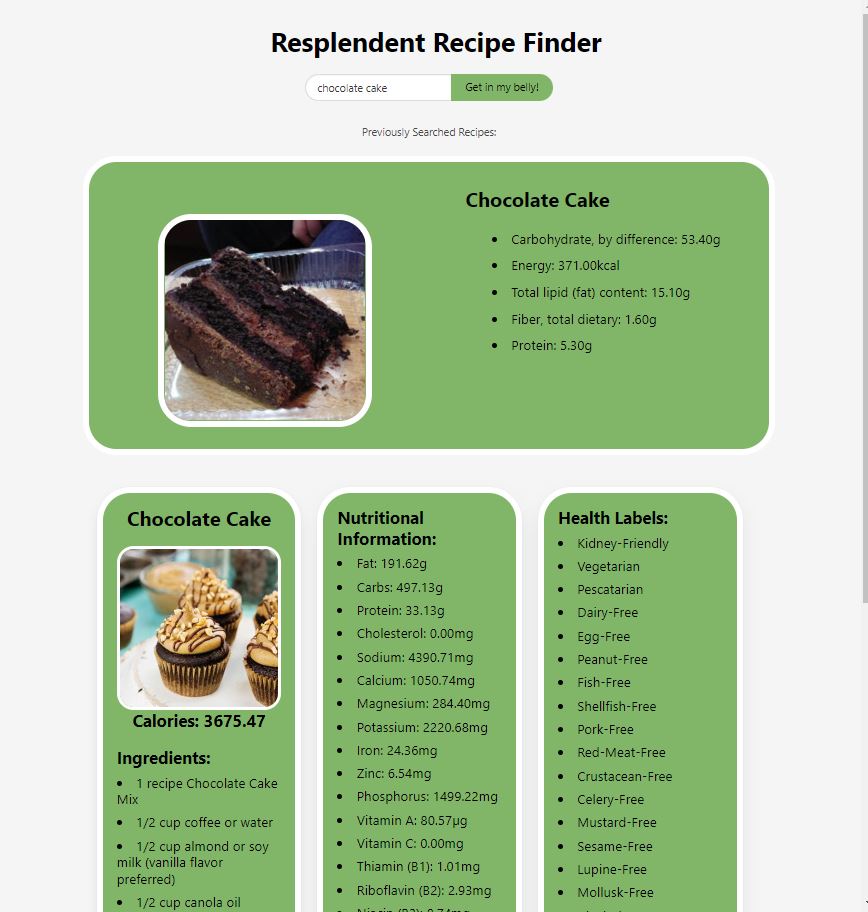 Resplendent Recipe Finder
chocolate cake
Get in my belly!
Previously Searched Recipes:
Chocolate Cake
Carbohydrate, by difference: 53.40g
Energy: 371.00kcal
Total lipid (fat) content: 15.10g
Fiber, total dietary: 1.60g
Protein: 5.30g
Chocolate Cake
Calories: 3675.47
Ingredients:
1 recipe Chocolate Cake
Mix
1/2 cup coffee or water
1/2 cup almond or soy
milk (vanilla flavor
preferred)
1/2 cup canola oil
Nutritional
Information:
Fat: 191.62g
Carbs: 497.13g
Protein: 33.13g
Cholesterol: 0.00mg
Sodium: 4390.71mg
Calcium: 1050.74mg
Magnesium: 284.40mg
Potassium: 2220.68mg
Iron: 24.36mg
Zinc: 6.54mg
Phosphorus: 1499.22mg
Vitamin A: 80.57µg
Vitamin C: 0.00mg
Thiamin (B1): 1.01mg
Riboflavin (B2): 2.93mg
Health Labels:
Kidney-Friendly
Vegetarian
Pescatarian
Dairy-Free
Egg-Free
Peanut-Free
Fish-Free
Shellfish-Free
Pork-Free
Red-Meat-Free
Crustacean-Free
Celery-Free
Mustard-Free
Sesame-Free
Lupine-Free
Mollusk-Free